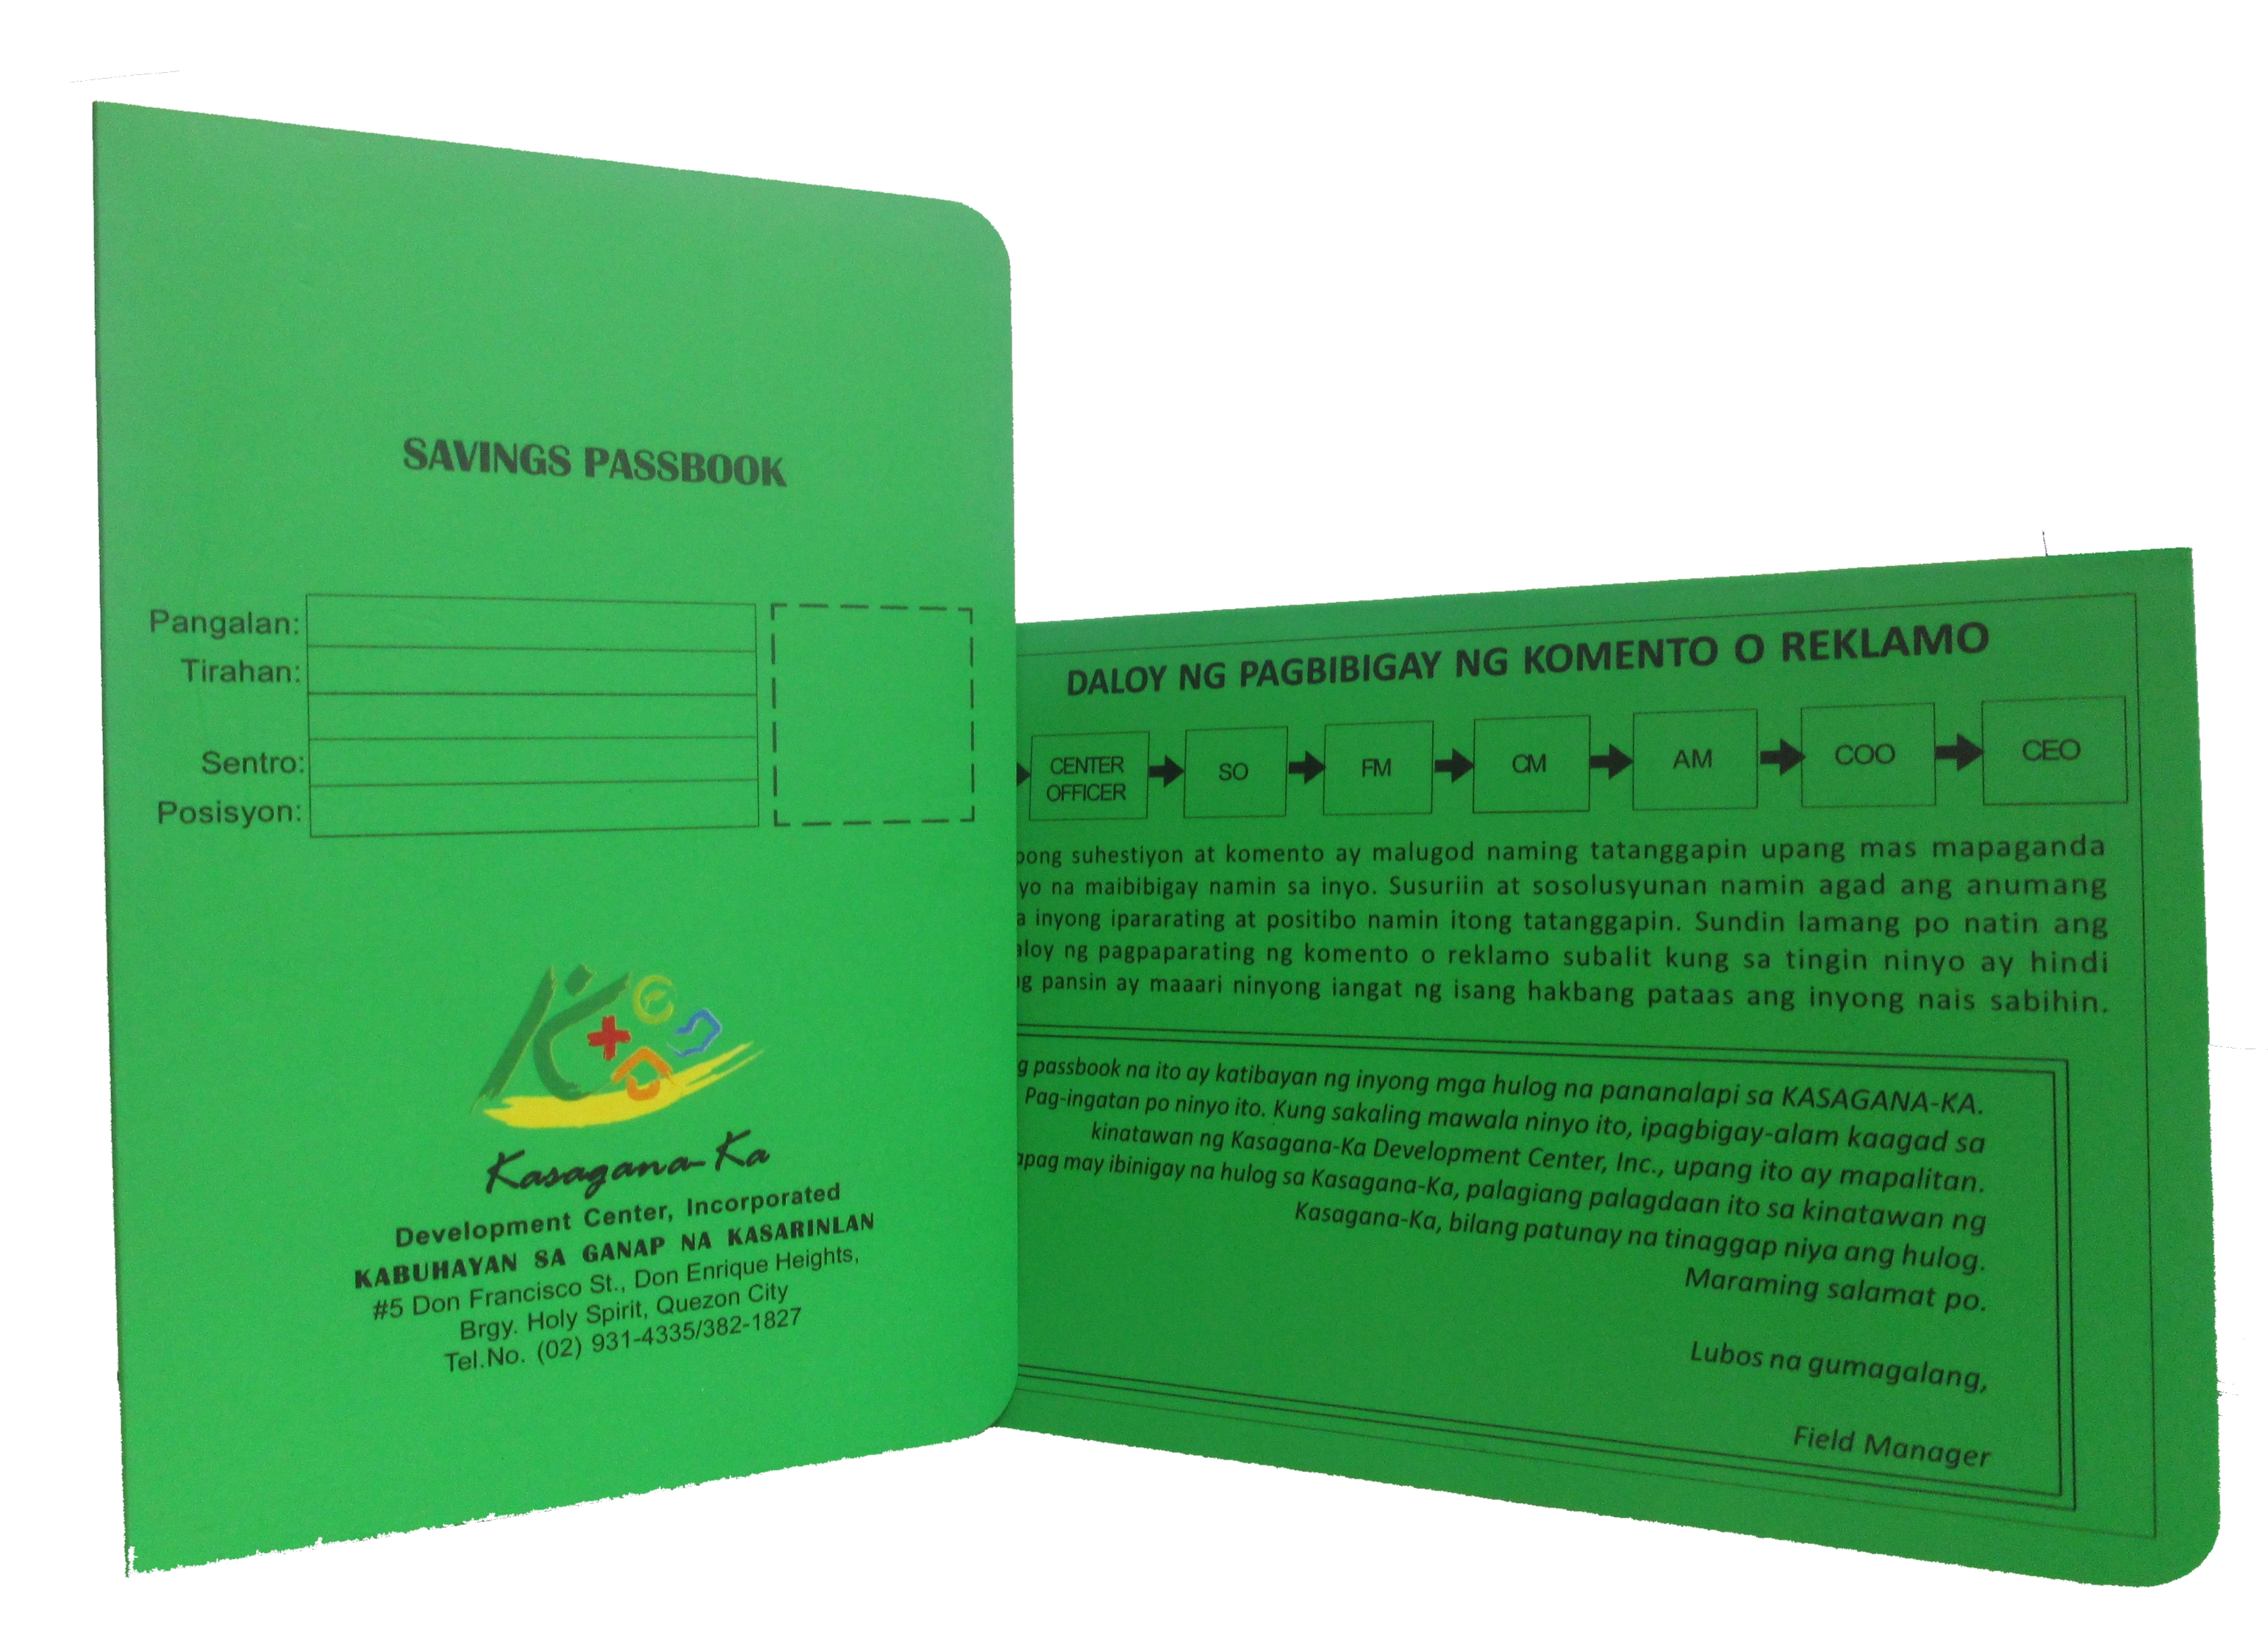 SAVINGS PASSBOOK
Pangalan:
Tirahan:
Sentro:
Posisyon:
Kasagana-Ka
Development Center, Incorporated
KABUHAYAN SA GANAP NA KASARINLAN
#5 Don Francisco St., Don Enrique Heights,
Brgy. Holy Spirit, Quezon City
Tel.No. (02) 931-4335/382-1827
DALOY NG PAGBIBIGAY NG KOMENTO O REKLAMO
CENTER
OFFICER
SO
FM
CM
AM
COO
CEO
suhestiyon at komento ay malugod naming tatanggapin upang mas mapaganda
na maibibigay namin sa inyo. Susuriin at sosolusyunan namin agad ang anumang
inyong ipararating at positibo namin itong tatanggapin. Sundin lamang po natin ang
ng pagpaparating ng komento o reklamo subalit kung sa tingin ninyo ay hindi
pansin ay maaari ninyong iangat ng isang hakbang pataas ang inyong nais sabihin.
passbook na ito ay katibayan ng inyong mga hulog na pananalapi sa KASAGANA-KA.
Pag-ingatan po ninyo ito. Kung sakaling mawala ninyo ito, ipagbigay-alam kaagad sa
kinatawan ng Kasagana-Ka Development Center, Inc., upang ito ay mapalitan.
may ibinigay na hulog sa Kasagana-Ka, palagiang palagdaan ito sa kinatawan ng
Kasagana-Ka, bilang patunay na tinaggap niya ang hulog.
Maraming salamat po.
Lubos na gumagalang,
Field Manager